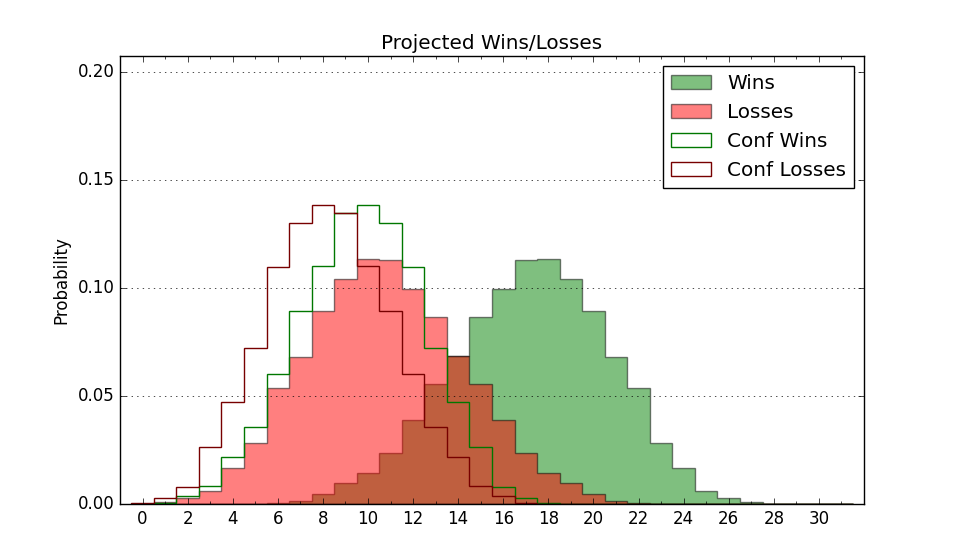 Projected Wins/Losses
0.20
0.15
0.10
0.05
0.00
Probability
Wins
Losses
Conf Wins
Conf Losses
0 2 4 6 8 10 12 14 16 18 20 22 24 26 28 30